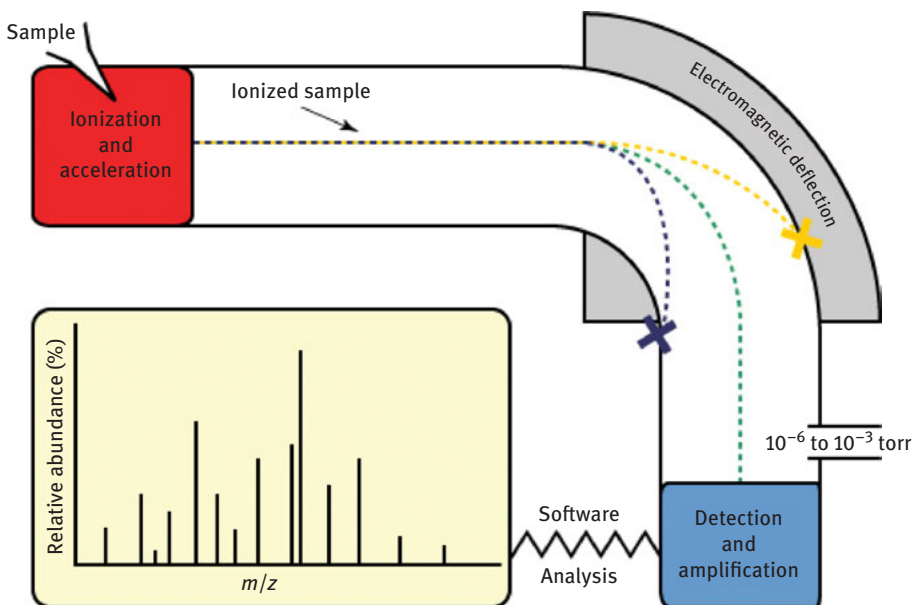 Sample
Ionization
and
acceleration
Ionized sample
Electromagnetic deflection
Relative abundance (%)
m/z
Software
Analysis
10⁻⁶ to 10⁻³ torr
Detection
and
amplification